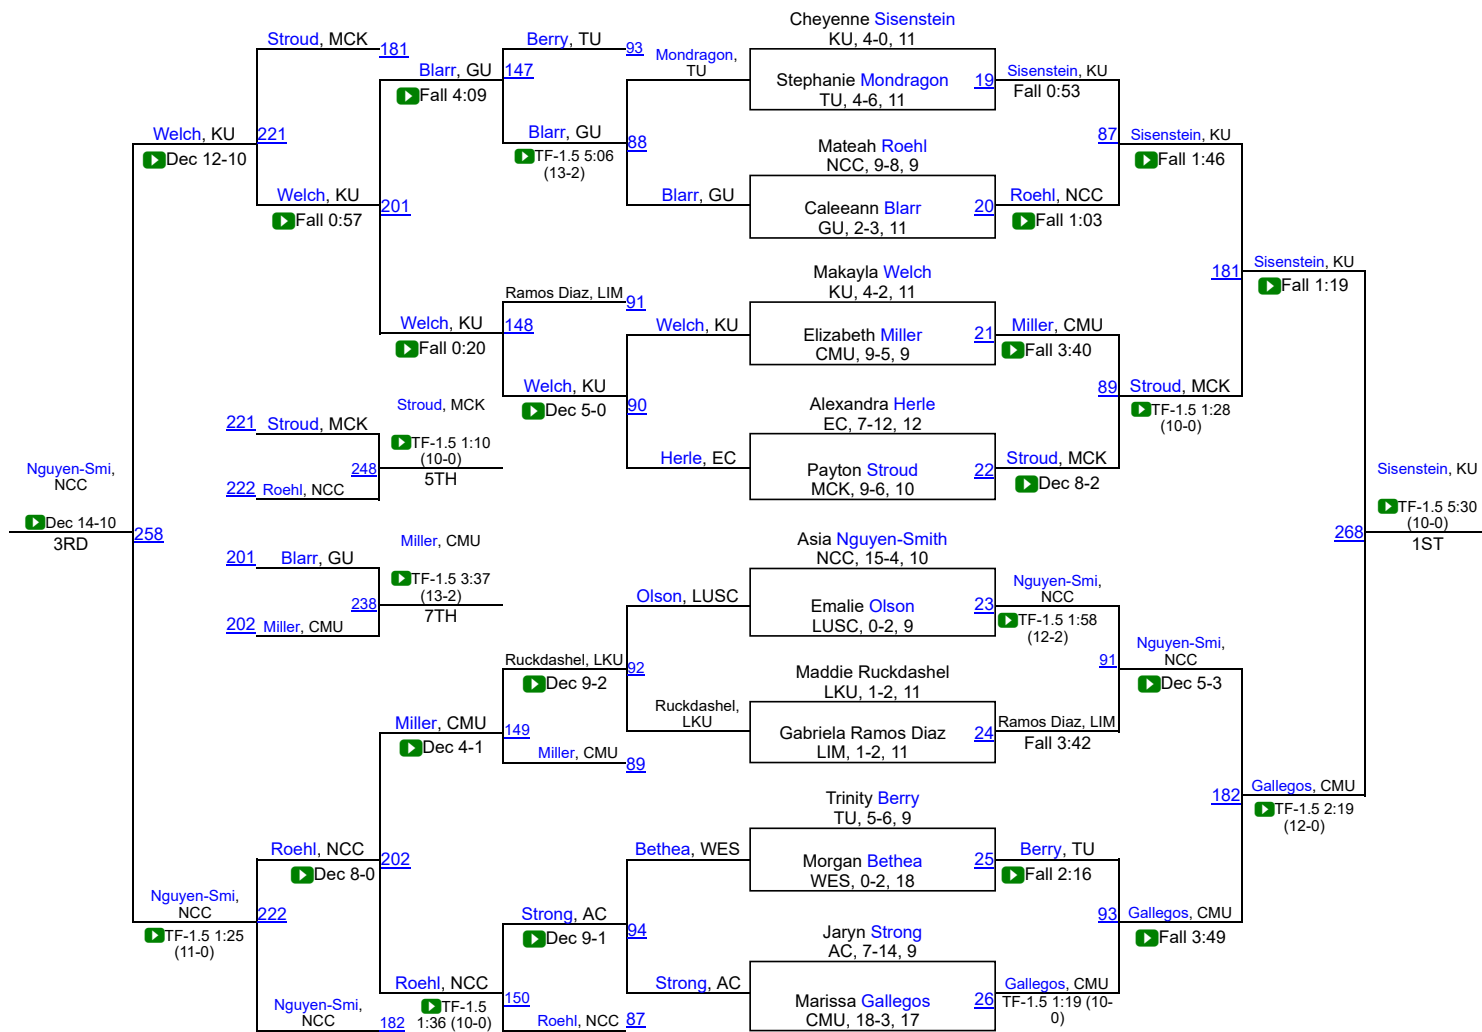 Cheyenne Sisenstein
KU, 4-0, 11
Stroud, MCK
181
Berry, TU
93
Mondragon,
TU
Stephanie Mondragon
TU, 4-6, 11
19
Sisenstein, KU
Fall 0:53
Blarr, GU
147
Fall 4:09
Welch, KU
221
Dec 12-10
Blarr, GU
88
TF-1.5 5:06
(13-2)
Mateah Roehl
NCC, 9-8, 9
87
Sisenstein, KU
Fall 1:46
Welch, KU
201
Fall 0:57
Blarr, GU
Caleeann Blarr
GU, 2-3, 11
20
Roehl, NCC
Fall 1:03
Makayla Welch
KU, 4-2, 11
181
Sisenstein, KU
Fall 1:19
Ramos Diaz, LIM
91
Welch, KU
148
Fall 0:20
Welch, KU
Elizabeth Miller
CMU, 9-5, 9
21
Miller, CMU
Fall 3:40
Welch, KU
90
Dec 5-0
Alexandra Herle
EC, 7-12, 12
89
Stroud, MCK
TF-1.5 1:28
(10-0)
Stroud, MCK
221
Stroud, MCK
TF-1.5 1:10
(10-0)
248
5TH
222
Roehl, NCC
Herle, EC
Payton Stroud
MCK, 9-6, 10
22
Stroud, MCK
Dec 8-2
Nguyen-Smi,
NCC
Dec 14-10
3RD
258
Sisenstein, KU
TF-1.5 5:30
(10-0)
268
1ST
Miller, CMU
201
Blarr, GU
TF-1.5 3:37
(13-2)
238
7TH
202
Miller, CMU
Asia Nguyen-Smith
NCC, 15-4, 10
Olson, LUSC
Emalie Olson
LUSC, 0-2, 9
23
Nguyen-Smi,
NCC
TF-1.5 1:58
(12-2)
Ruckdashel, LKU
92
Dec 9-2
Maddie Ruckdashel
LKU, 1-2, 11
91
Nguyen-Smi,
NCC
Dec 5-3
Ruckdashel,
LKU
Gabriela Ramos Diaz
LIM, 1-2, 11
24
Ramos Diaz, LIM
Fall 3:42
Miller, CMU
149
Dec 4-1
Miller, CMU
89
Trinity Berry
TU, 5-6, 9
182
Gallegos, CMU
TF-1.5 2:19
(12-0)
Roehl, NCC
202
Dec 8-0
Bethea, WES
Morgan Bethea
WES, 0-2, 18
25
Berry, TU
Fall 2:16
Nguyen-Smi,
NCC
222
TF-1.5 1:25
(11-0)
Strong, AC
94
Dec 9-1
Jaryn Strong
AC, 7-14, 9
93
Gallegos, CMU
Fall 3:49
Roehl, NCC
150
TF-1.5
1:36 (10-0)
Strong, AC
Marissa Gallegos
CMU, 18-3, 17
26
Gallegos, CMU
TF-1.5 1:19 (10-
0)
Nguyen-Smi,
NCC
182
Roehl, NCC
87